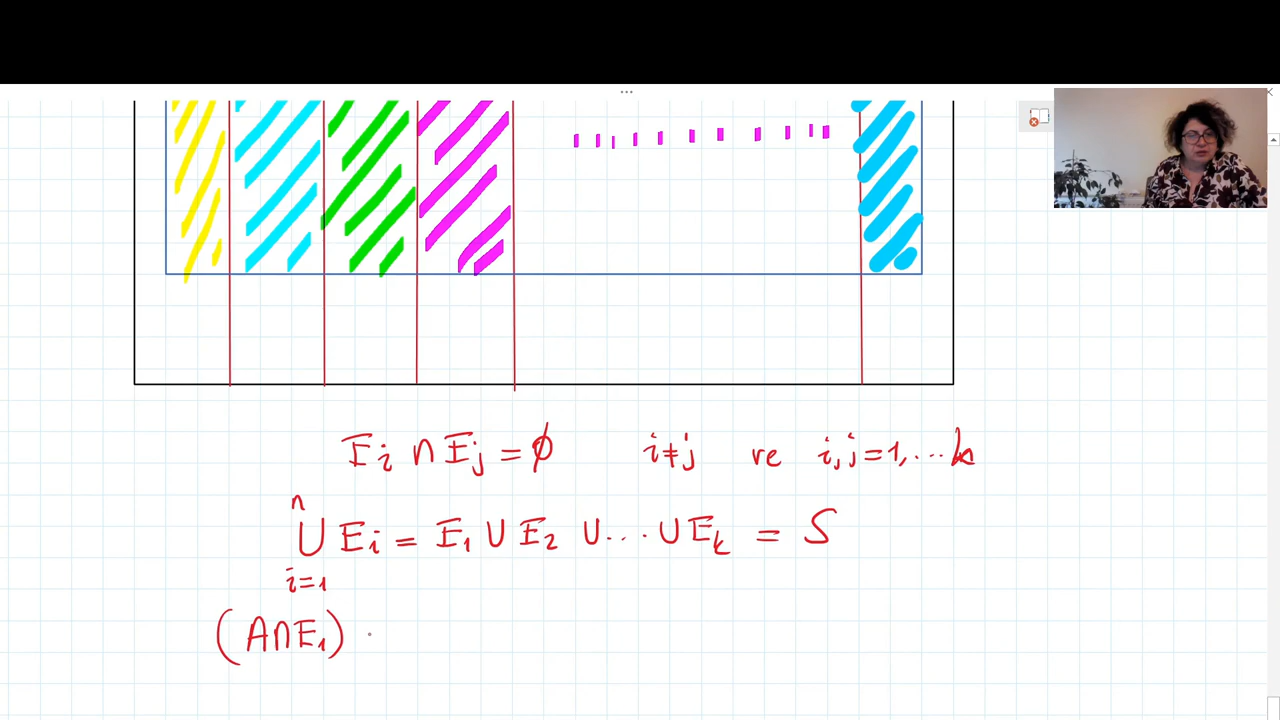 Ei ∩ Ej = ∅ i≠j ve i,j=1,...k
n
∪ Ei = E₁ ∪ E₂ ∪... ∪ Eₖ = S
i=1
(A∩E₁)